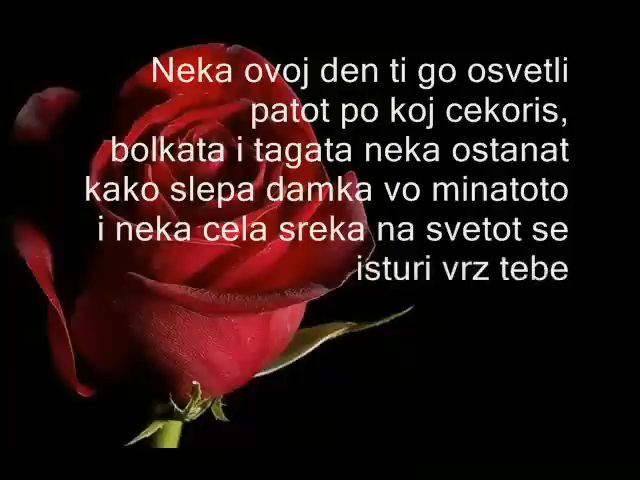 Neka ovoj den ti go osvetli
patot po koj cekoris,
bolkata i tagata neka ostanat
kako slepa damka vo minatoto
i neka cela sreka na svetot se
isturi vrz tebe